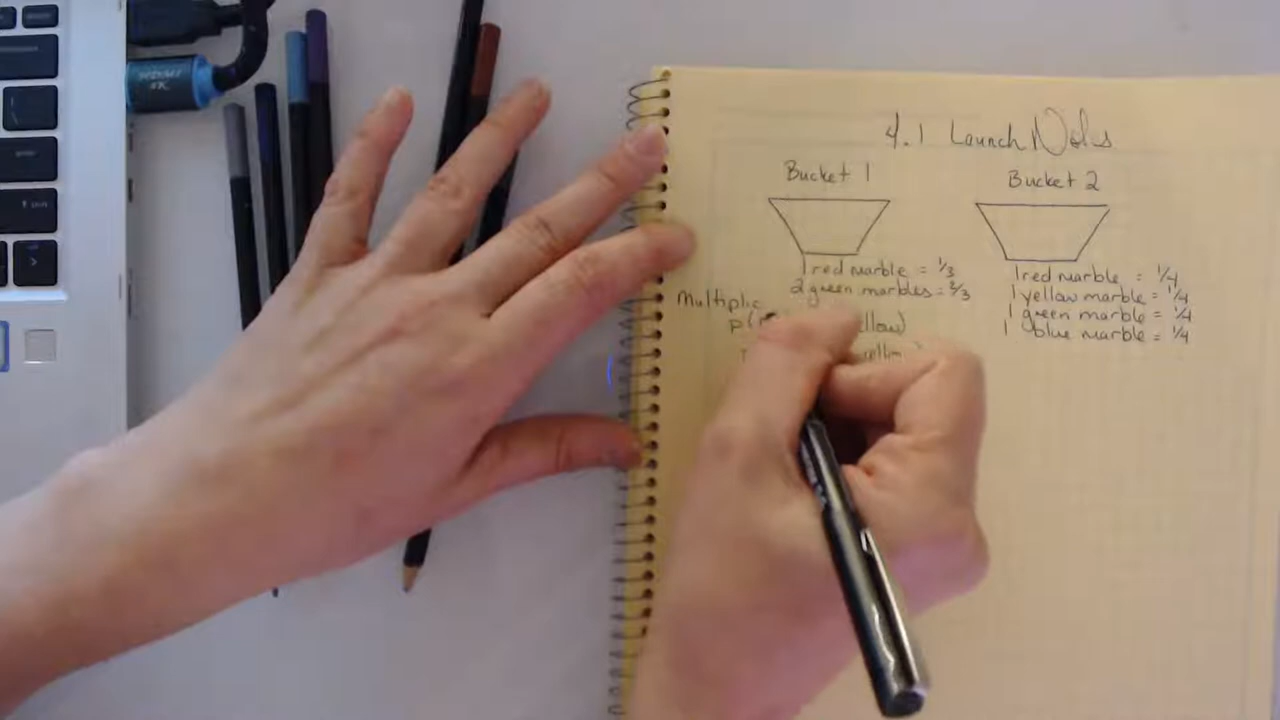 4.1 Launch Notes
Bucket 1
Bucket 2
1 red marble = 1/3
2 green marbles = 2/3
1 red marble = 1/4
1 yellow marble = 1/4
1 green marble = 1/4
1 blue marble = 1/4
Multiplic
P(